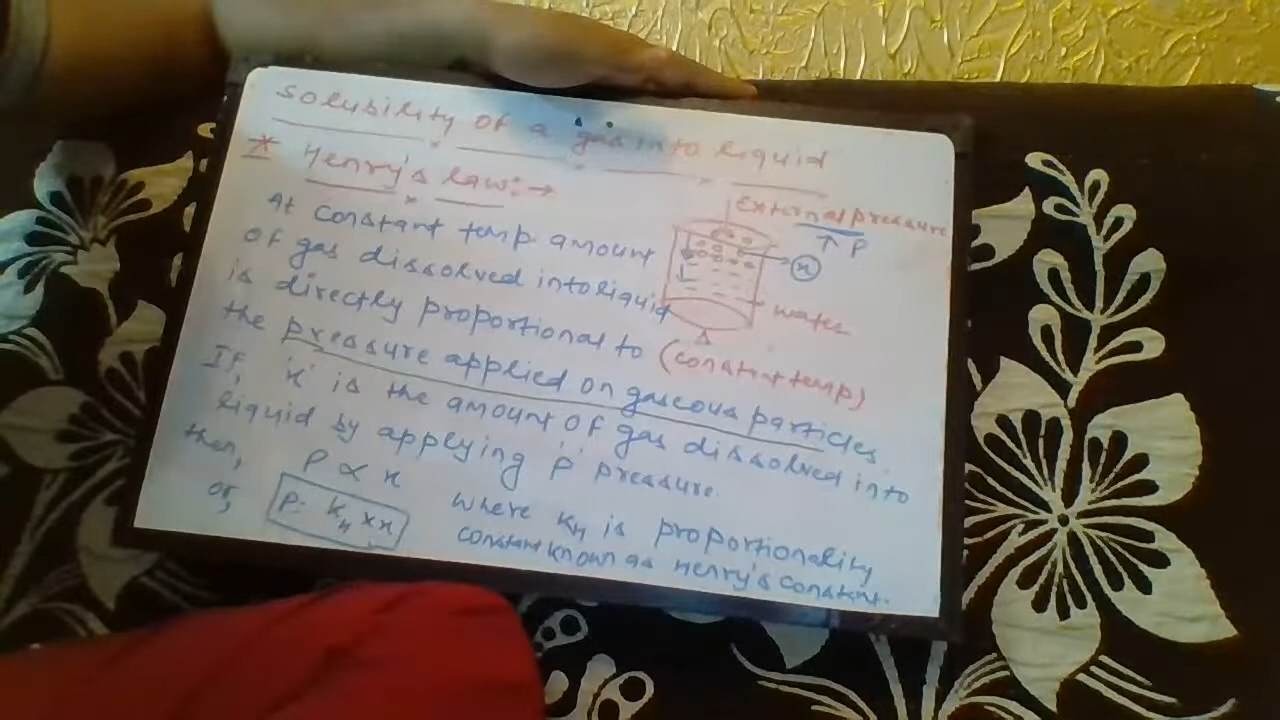 Solubility of a gas into liquid
* Henry's law:→
At constant temp amount
of gas dissolved into liquid
is directly proportional to
the pressure applied on gaseous particles.
If, 'x' is the amount of gas dissolved into
liquid by applying 'p' pressure.
then, P ∝ x
or, P = K_H × x
where K_H is proportionality
constant known as Henry's constant.
External pressure
↑ P
x
water
Δ
(constant temp)